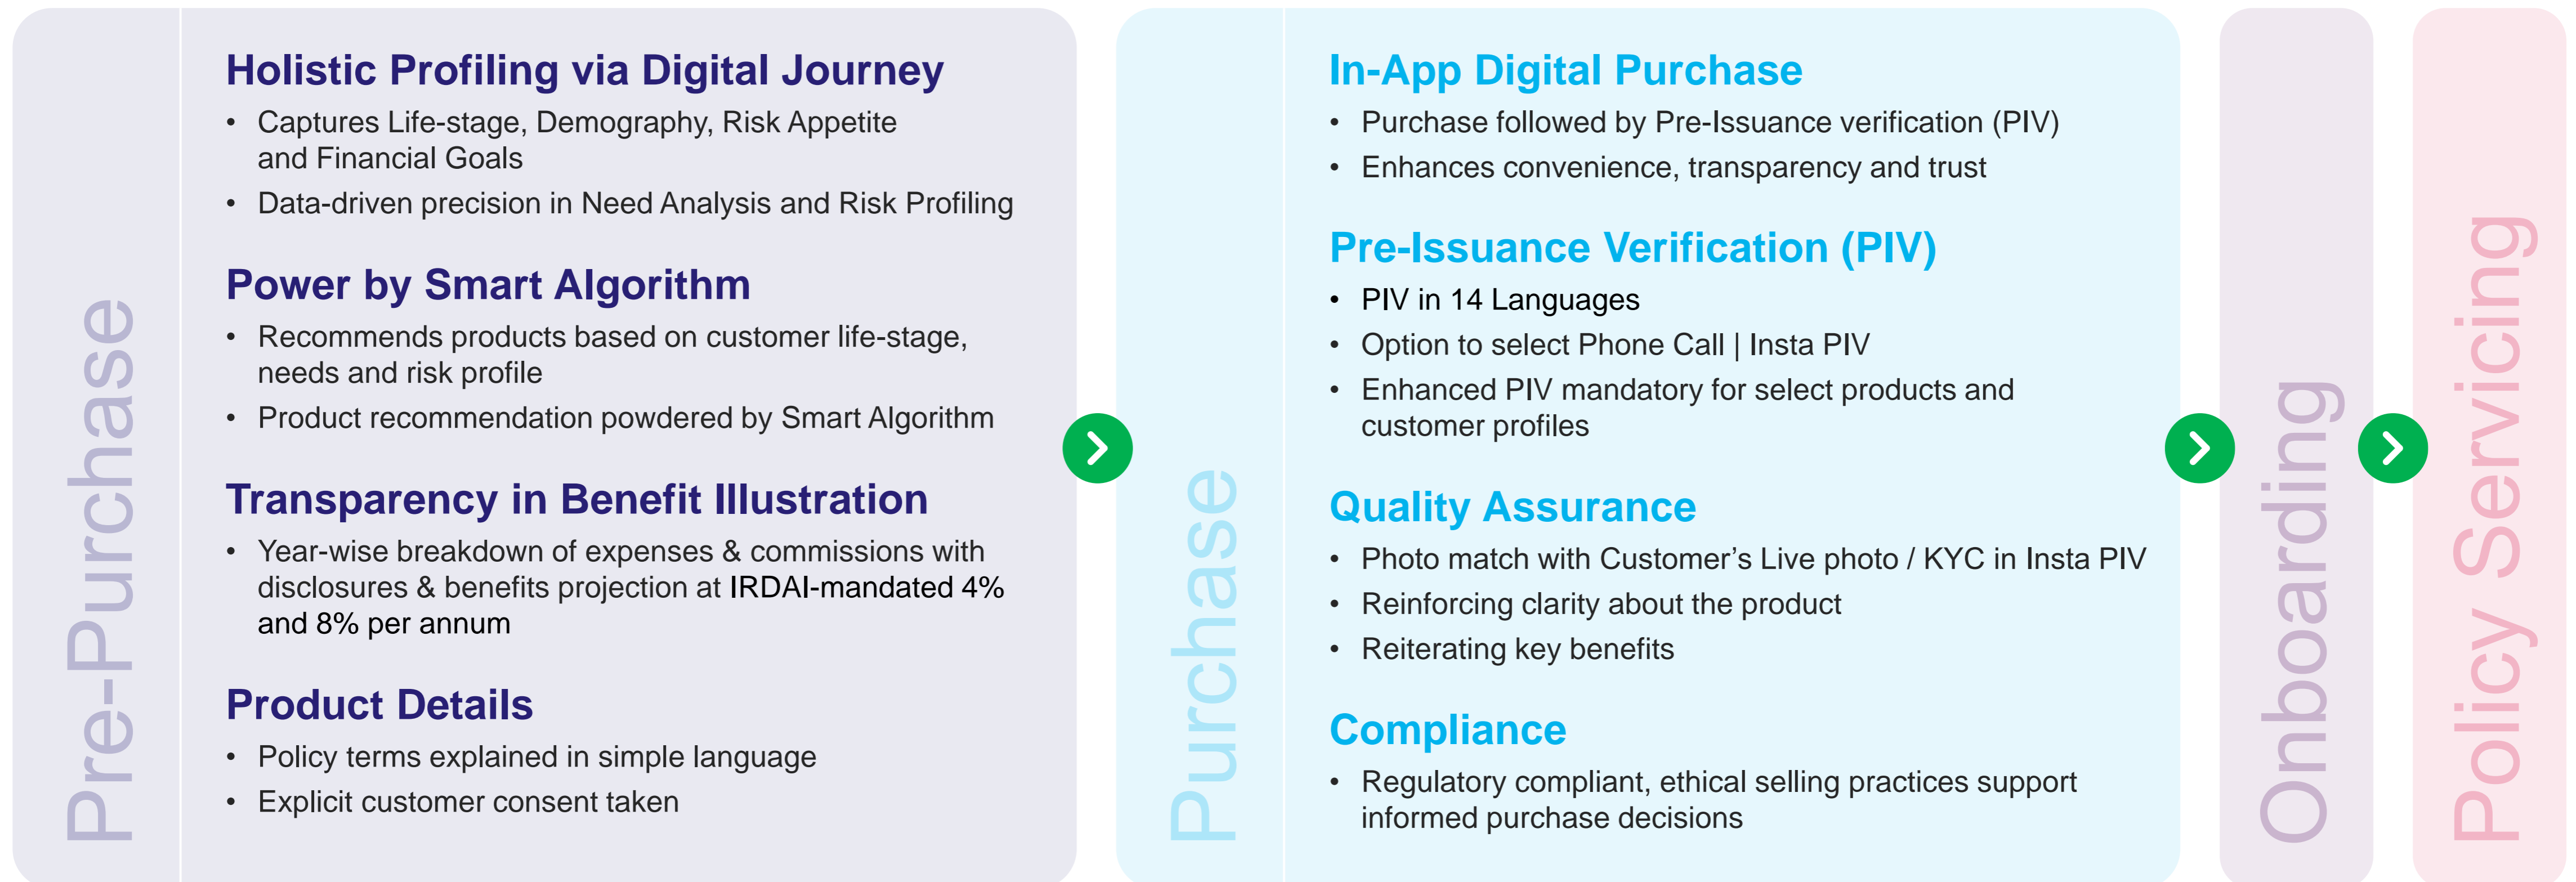 Pre-Purchase
Holistic Profiling via Digital Journey
• Captures Life-stage, Demography, Risk Appetite
and Financial Goals
• Data-driven precision in Need Analysis and Risk Profiling
Power by Smart Algorithm
• Recommends products based on customer life-stage,
needs and risk profile
• Product recommendation powdered by Smart Algorithm
Transparency in Benefit Illustration
• Year-wise breakdown of expenses & commissions with
disclosures & benefits projection at IRDAI-mandated 4%
and 8% per annum
Product Details
• Policy terms explained in simple language
• Explicit customer consent taken
Purchase
In-App Digital Purchase
• Purchase followed by Pre-Issuance verification (PIV)
• Enhances convenience, transparency and trust
Pre-Issuance Verification (PIV)
• PIV in 14 Languages
• Option to select Phone Call | Insta PIV
• Enhanced PIV mandatory for select products and
customer profiles
Quality Assurance
• Photo match with Customer’s Live photo / KYC in Insta PIV
• Reinforcing clarity about the product
• Reiterating key benefits
Compliance
• Regulatory compliant, ethical selling practices support
informed purchase decisions
Onboarding
Policy Servicing